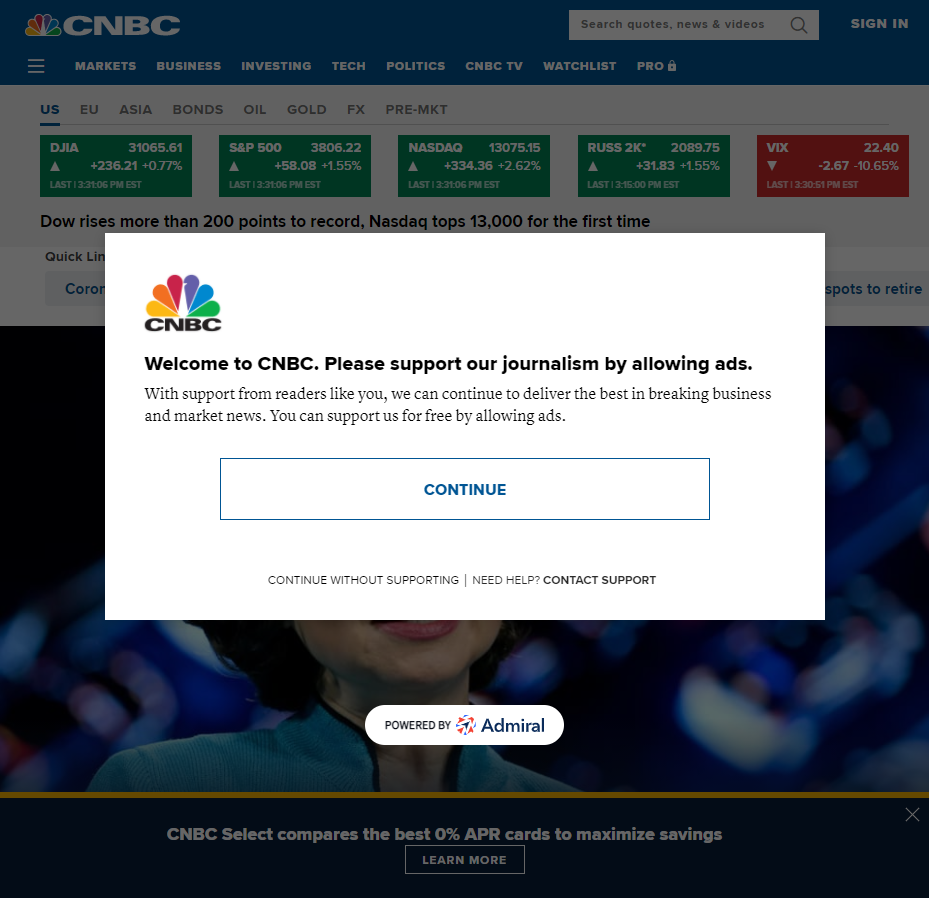 CNBC
Search quotes, news & videos
SIGN IN
MARKETS BUSINESS INVESTING TECH POLITICS CNBC TV WATCHLIST PRO
US EU ASIA BONDS OIL GOLD FX PRE-MKT
DJIA 31065.61
+236.21 +0.77%
LAST | 3:31:06 PM EST
S&P 500 3806.22
+58.08 +1.55%
LAST | 3:31:06 PM EST
NASDAQ 13075.15
+334.36 +2.62%
LAST | 3:31:06 PM EST
RUSS 2K* 2089.75
+31.83 +1.55%
LAST | 3:15:00 PM EST
VIX 22.40
-2.67 -10.65%
LAST | 3:30:51 PM EST
Dow rises more than 200 points to record, Nasdaq tops 13,000 for the first time
Quick Lin
Coror
spots to retire
CNBC
Welcome to CNBC. Please support our journalism by allowing ads.
With support from readers like you, we can continue to deliver the best in breaking business
and market news. You can support us for free by allowing ads.
CONTINUE
CONTINUE WITHOUT SUPPORTING | NEED HELP? CONTACT SUPPORT
POWERED BY Admiral
CNBC Select compares the best 0% APR cards to maximize savings
LEARN MORE